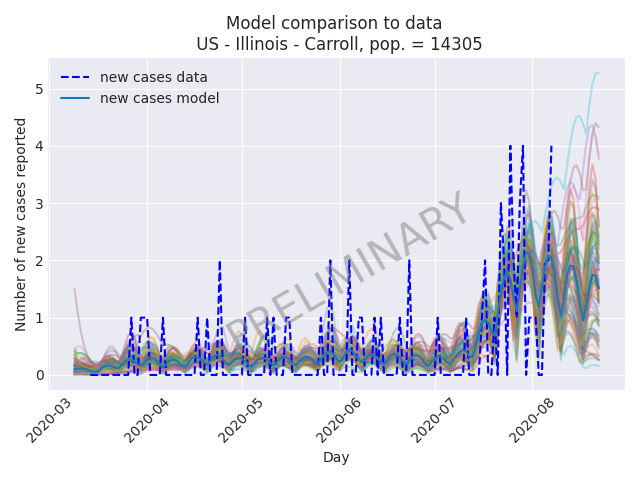 Model comparison to data
US - Illinois - Carroll, pop. = 14305
new cases data
new cases model
PRELIMINARY
Number of new cases reported
5
4
3
2
1
0
2020-03
2020-04
2020-05
2020-06
2020-07
2020-08
Day